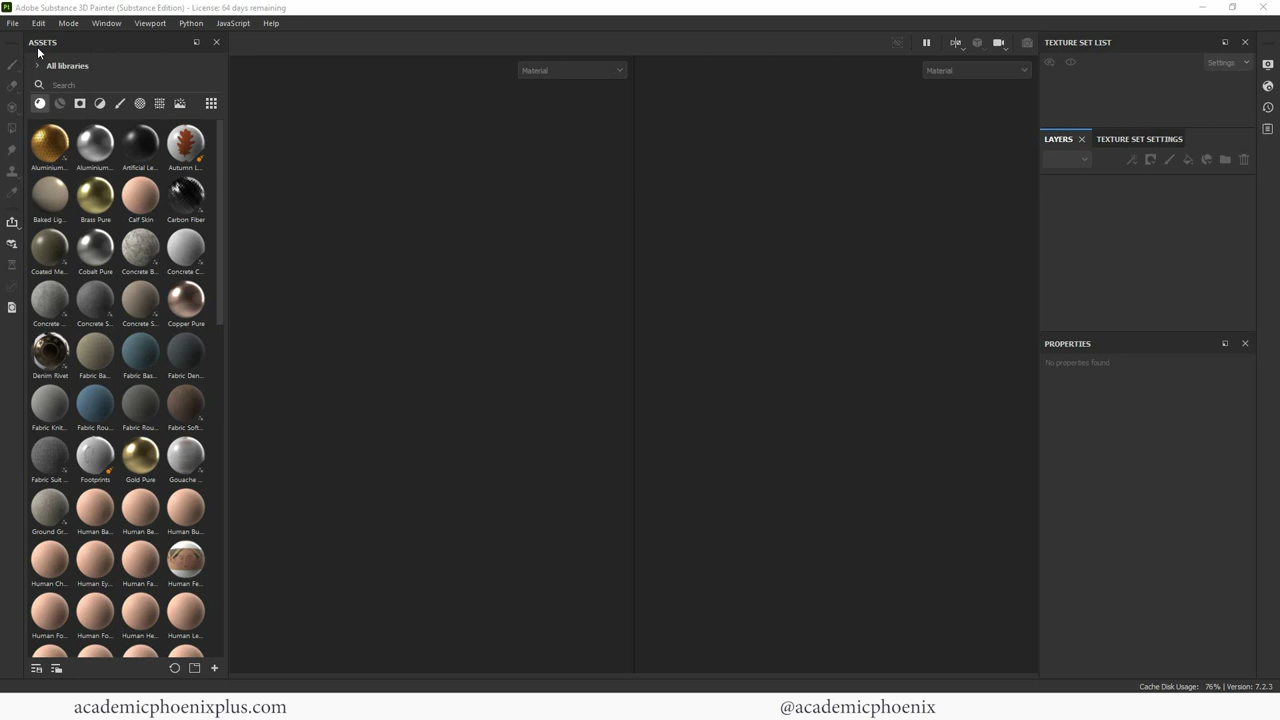 Pt Adobe Substance 3D Painter (Substance Edition) - License: 64 days remaining
File Edit Mode Window Viewport Python JavaScript Help
ASSETS
All libraries
Search
Aluminium... Aluminium... Artificial Le... Autumn L...
Baked Lig... Brass Pure Calf Skin Carbon Fiber
Coated Me... Cobalt Pure Concrete B... Concrete C...
Concrete ... Concrete S... Concrete S... Copper Pure
Denim Rivet Fabric Ba... Fabric Bas... Fabric Den...
Fabric Knit... Fabric Rou... Fabric Rou... Fabric Soft...
Fabric Suit ... Footprints Gold Pure Gouache ...
Ground Gr... Human Ba... Human Be... Human Bu...
Human Ch... Human Ey... Human Fa... Human Fe...
Human Fo... Human Fo... Human He... Human Le...
Material
Material
TEXTURE SET LIST
Settings
LAYERS TEXTURE SET SETTINGS
PROPERTIES
No properties found
Cache Disk Usage: 76% | Version: 7.2.3
academicphoenixplus.com
@academicphoenix